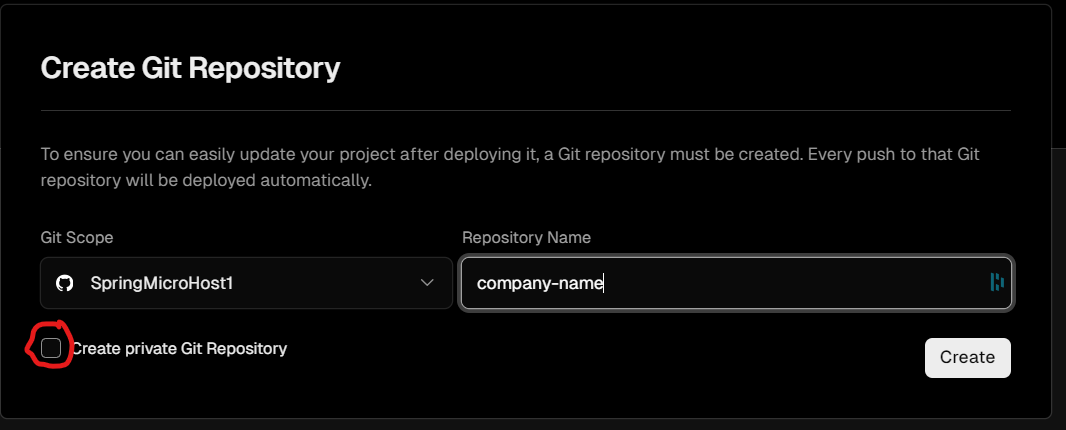 Create Git Repository
To ensure you can easily update your project after deploying it, a Git repository must be created. Every push to that Git
repository will be deployed automatically.
Git Scope
Repository Name
SpringMicroHost1
company-name
Create private Git Repository
Create